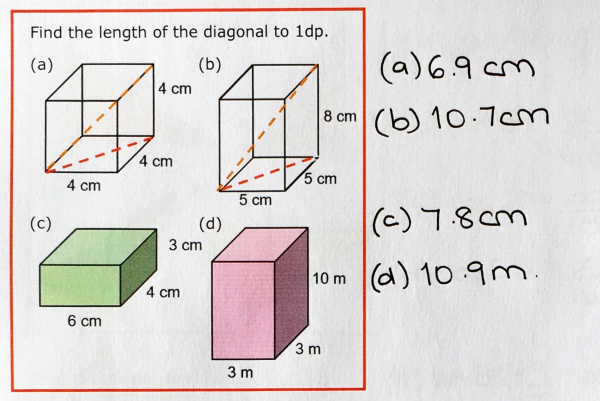 Find the length of the diagonal to 1dp.
(a)
4 cm
4 cm
4 cm
(b)
8 cm
5 cm
5 cm
(c)
3 cm
4 cm
6 cm
(d)
10 m
3 m
3 m
(a) 6.9 cm
(b) 10.7cm
(c) 7.8cm
(d) 10.9m.